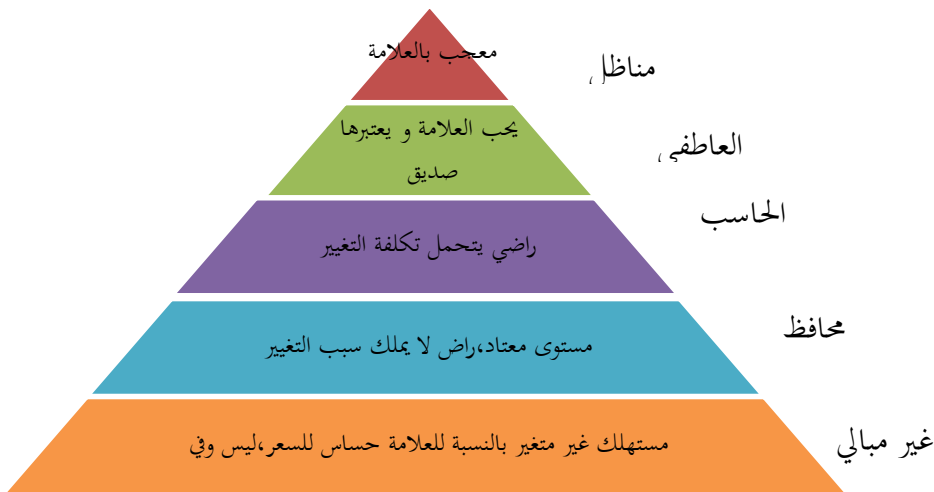 معجب بالعلامة
مناظل
يحب العلامة و يعتبرها
صديق
العاطفي
الحاسب
راضي يتحمل تكلفة التغيير
محافظ
مستوى معتاد،راض لا يملك سبب التغيير
غير مبالي
مستهلك غير متغير بالنسبة للعلامة حساس للسعر،ليس وفي